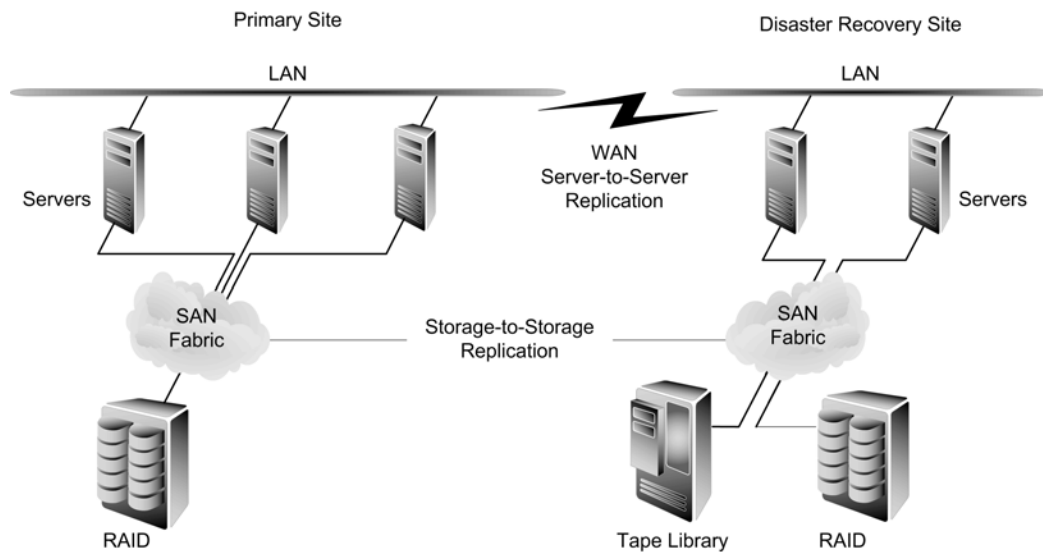 Primary Site
Disaster Recovery Site
LAN
LAN
WAN
Server-to-Server
Replication
Servers
Servers
SAN
Fabric
Storage-to-Storage
Replication
SAN
Fabric
RAID
Tape Library
RAID